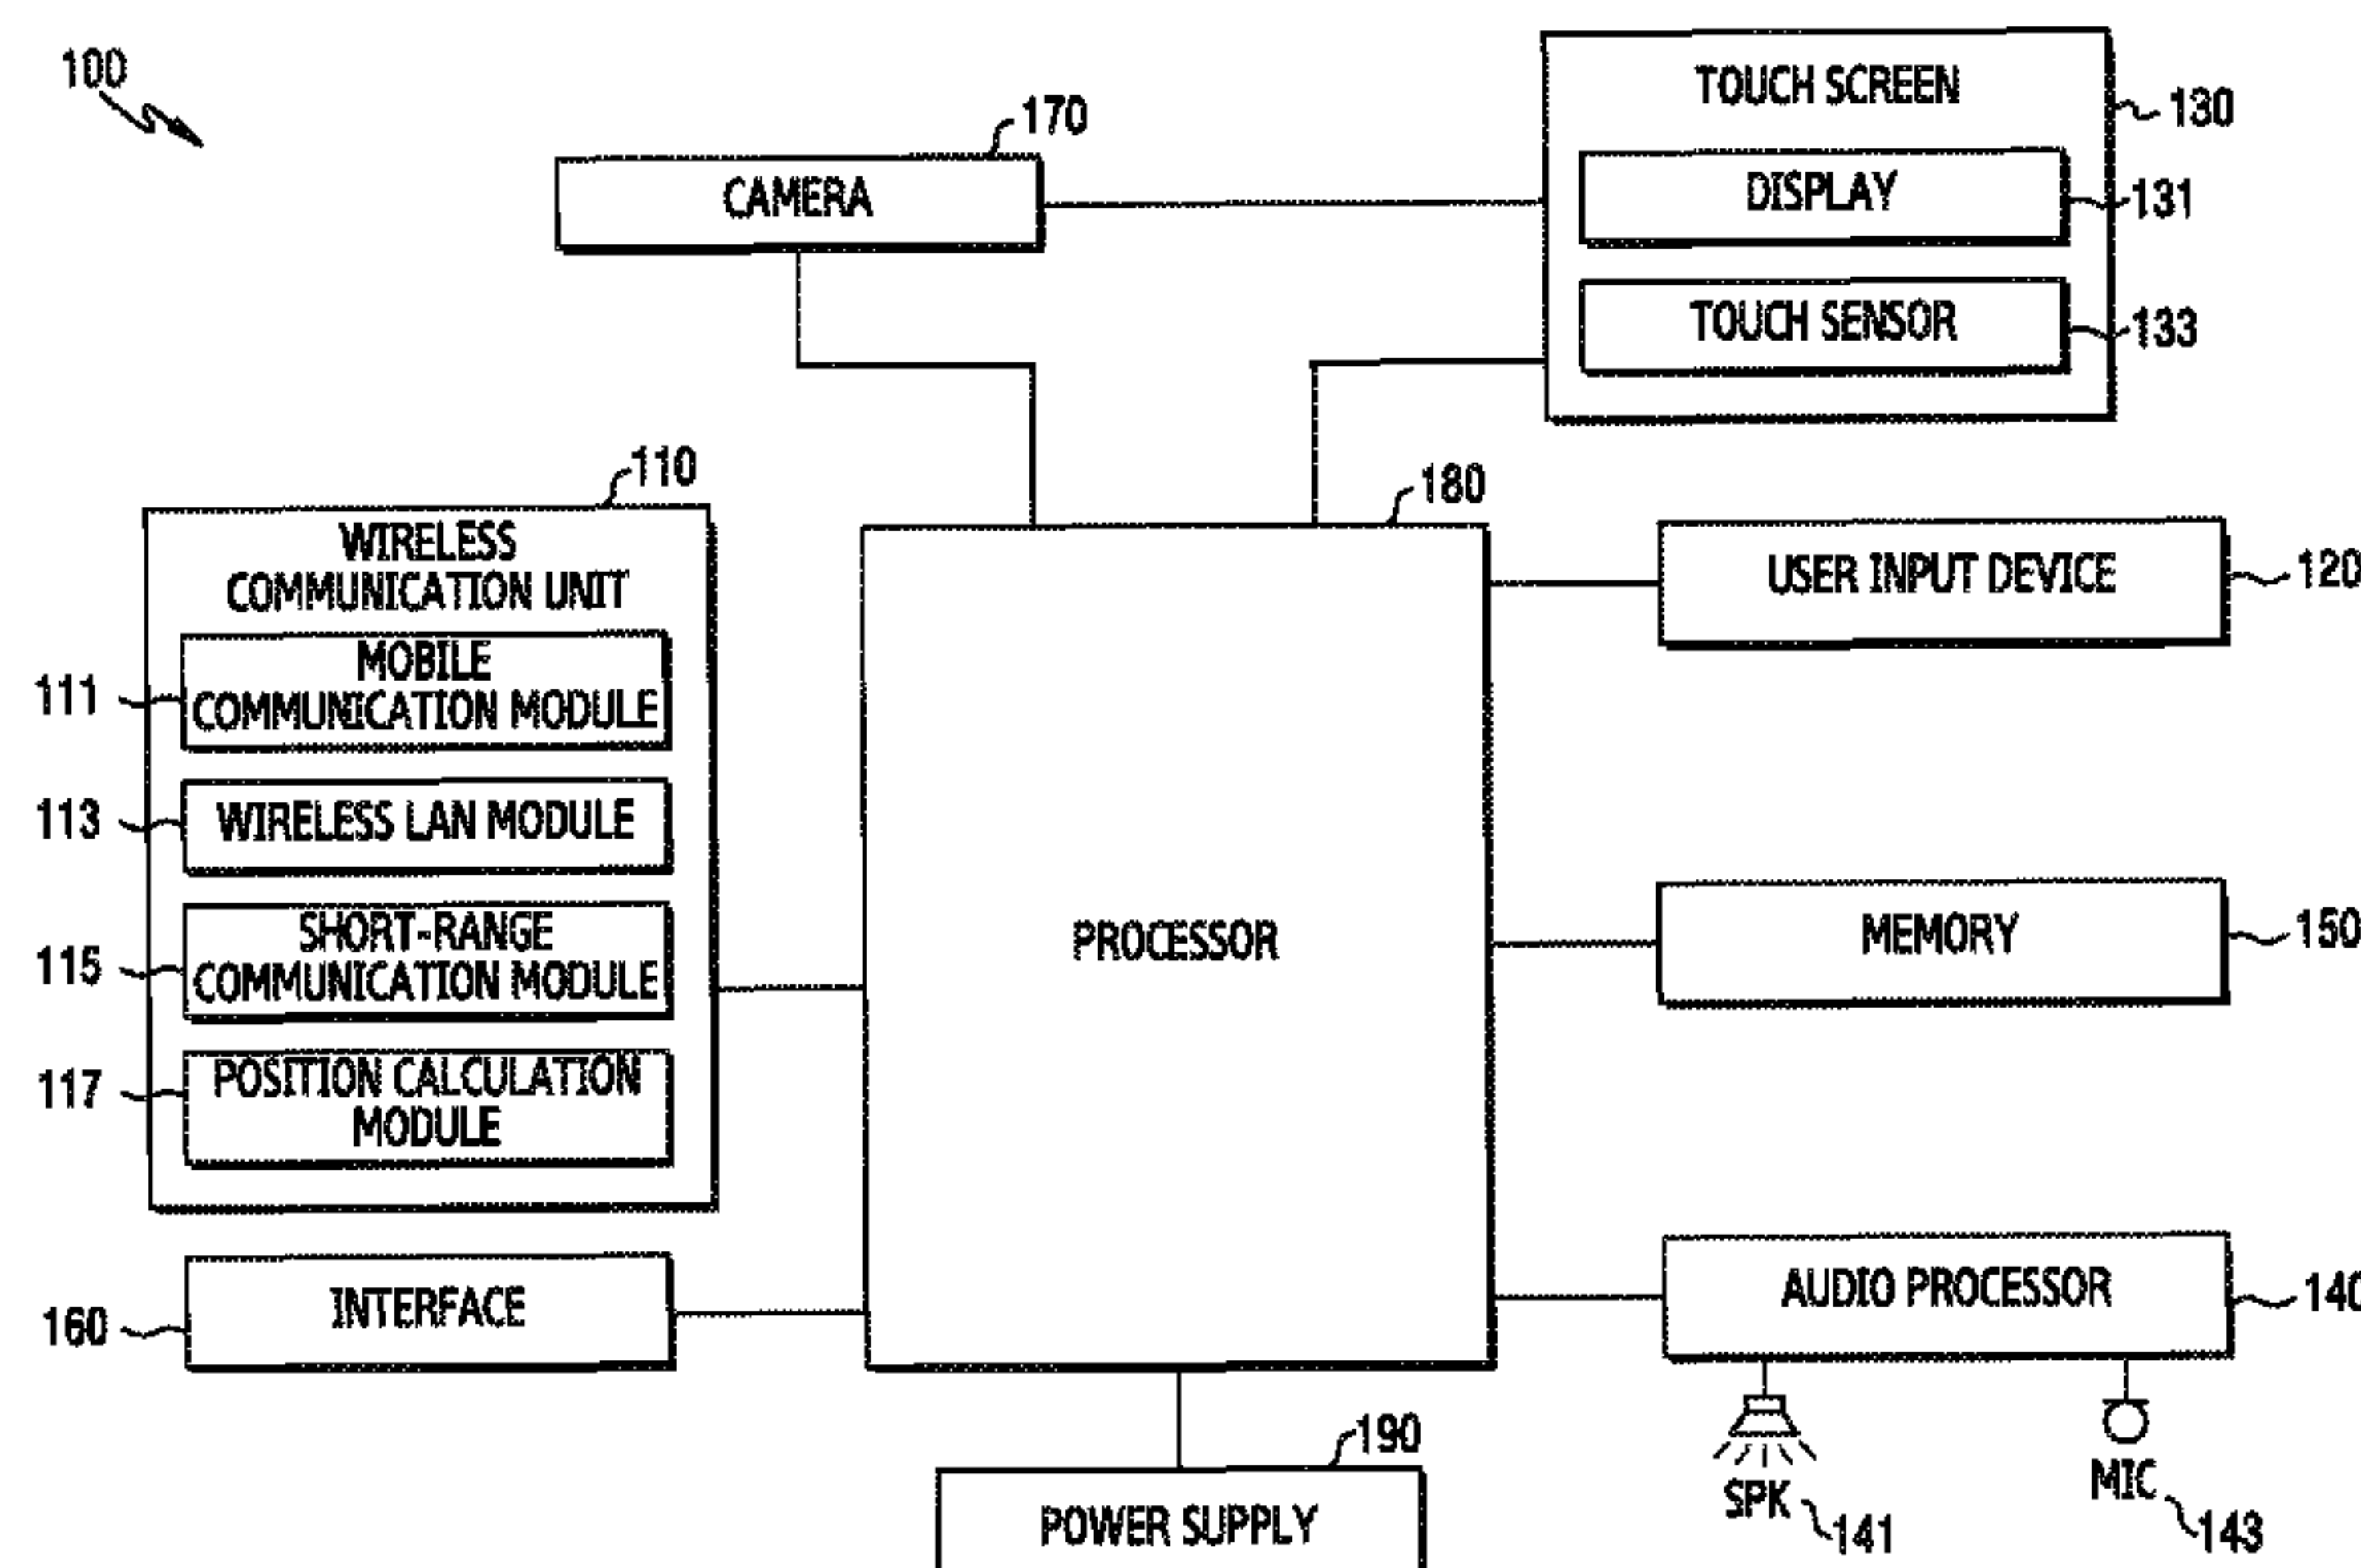 100
170
CAMERA
TOUCH SCREEN
130
DISPLAY
131
TOUCH SENSOR
133
110
WIRELESS
COMMUNICATION UNIT
111
MOBILE
COMMUNICATION MODULE
113
WIRELESS LAN MODULE
115
SHORT-RANGE
COMMUNICATION MODULE
117
POSITION CALCULATION
MODULE
160
INTERFACE
180
PROCESSOR
190
POWER SUPPLY
USER INPUT DEVICE
120
MEMORY
150
AUDIO PROCESSOR
140
SPK
141
MIC
143